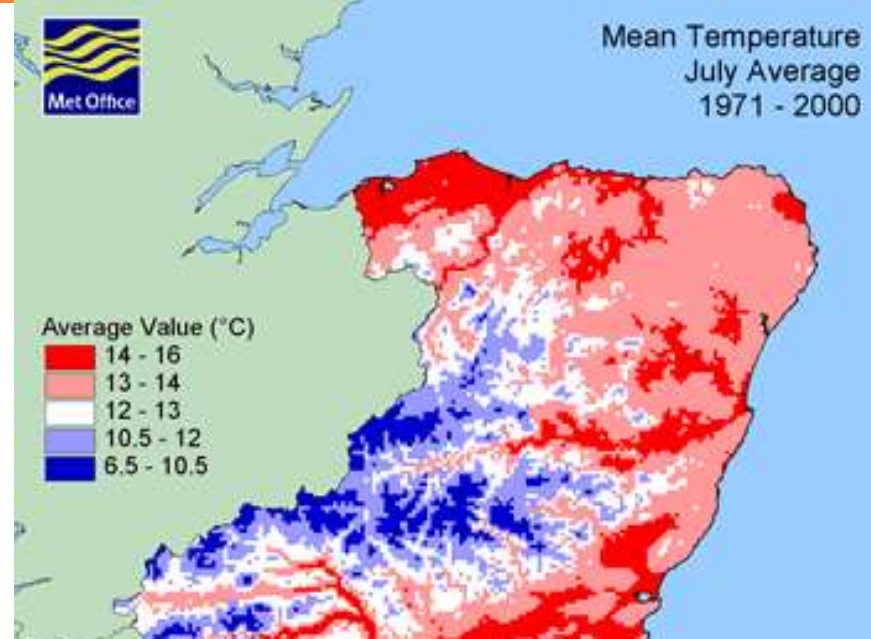 Met Office
Mean Temperature
July Average
1971 - 2000
Average Value (°C)
14 - 16
13 - 14
12 - 13
10.5 - 12
6.5 - 10.5